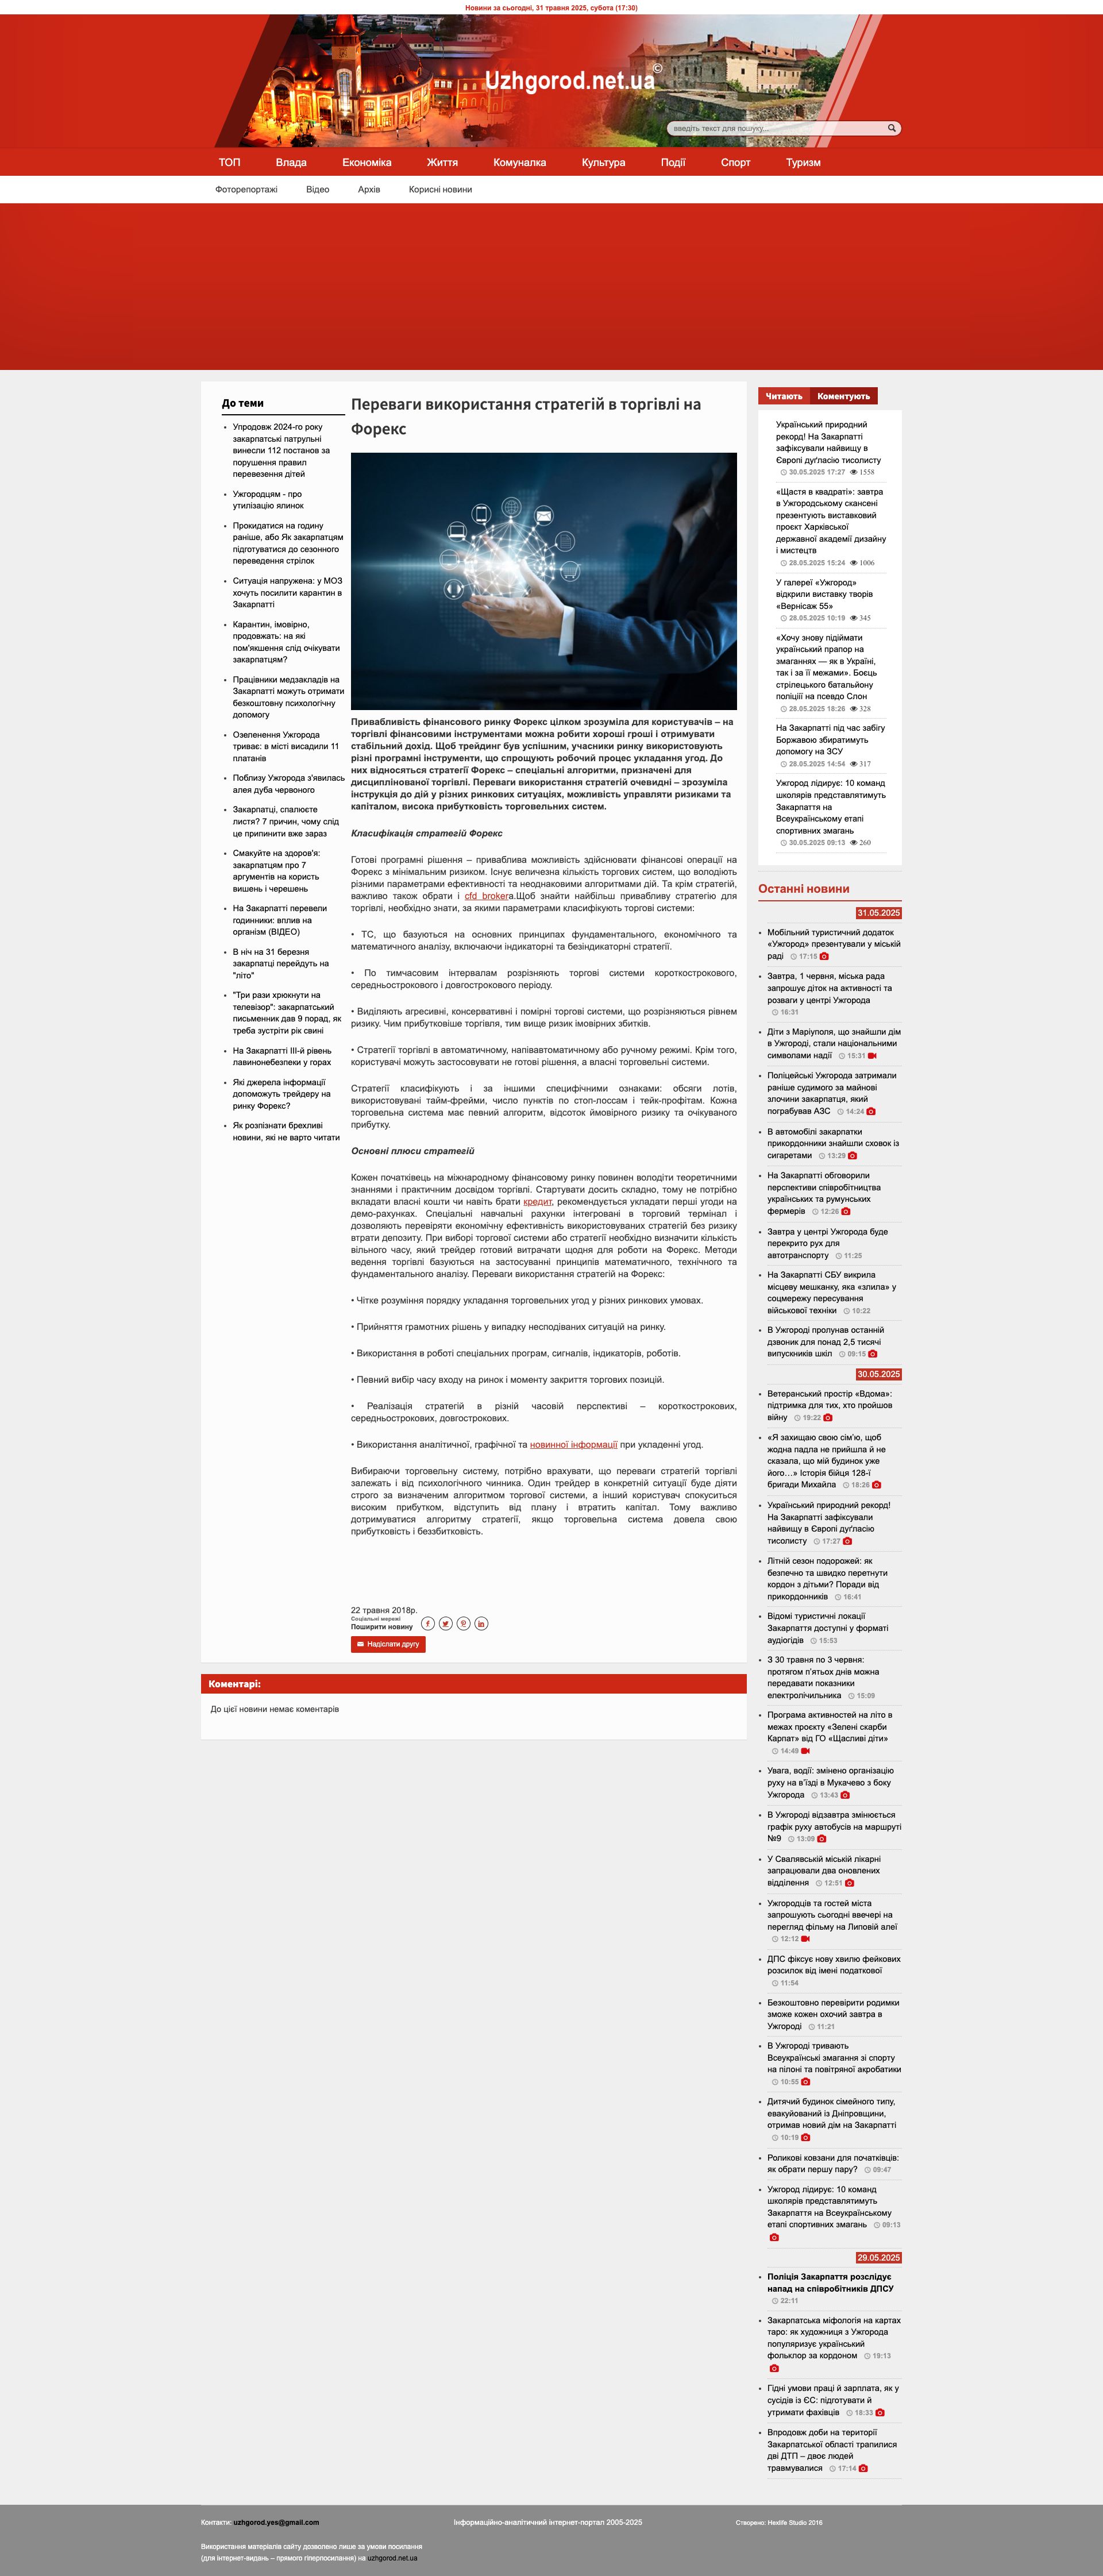 Новини за сьогодні, 31 травня 2025, субота (17:30)
Uzhgorod.net.ua©
введіть текст для пошуку...
ТОП Влада Економіка Життя Комуналка Культура Події Спорт Туризм
Фоторепортажі Відео Архів Корисні новини
До теми
Упродовж 2024-го року
закарпатські патрульні
винесли 112 постанов за
порушення правил
перевезення дітей
Ужгородцям - про
утилізацію ялинок
Прокидатися на годину
раніше, або Як закарпатцям
підготуватися до сезонного
переведення стрілок
Ситуація напружена: у МОЗ
хочуть посилити карантин в
Закарпатті
Карантин, імовірно,
продовжать: на які
пом'якшення слід очікувати
закарпатцям?
Працівники медзакладів на
Закарпатті можуть отримати
безкоштовну психологічну
допомогу
Озеленення Ужгорода
триває: в місті висадили 11
платанів
Поблизу Ужгорода з'явилась
алея дуба червоного
Закарпатці, спалюєте
листя? 7 причин, чому слід
це припинити вже зараз
Смакуйте на здоров'я:
закарпатцям про 7
аргументів на користь
вишень і черешень
На Закарпатті перевели
годинники: вплив на
організм (ВІДЕО)
В ніч на 31 березня
закарпатці перейдуть на
"літо"
"Три рази хрюкнути на
телевізор": закарпатський
письменник дав 9 порад, як
треба зустріти рік свині
На Закарпатті ІІІ-й рівень
лавинонебезпеки у горах
Які джерела інформації
допоможуть трейдеру на
ринку Форекс?
Як розпізнати брехливі
новини, які не варто читати
Переваги використання стратегій в торгівлі на
Форекс
Привабливість фінансового ринку Форекс цілком зрозуміла для користувачів – на
торгівлі фінансовими інструментами можна робити хороші гроші і отримувати
стабільний дохід. Щоб трейдинг був успішним, учасники ринку використовують
різні програмні інструменти, що спрощують робочий процес укладання угод. До
них відносяться стратегії Форекс – спеціальні алгоритми, призначені для
дисциплінованої торгівлі. Переваги використання стратегій очевидні – зрозуміла
інструкція до дій у різних ринкових ситуаціях, можливість управляти ризиками та
капіталом, висока прибутковість торговельних систем.
Класифікація стратегій Форекс
Готові програмні рішення – приваблива можливість здійснювати фінансові операції на
Форекс з мінімальним ризиком. Існує величезна кількість торгових систем, що володіють
різними параметрами ефективності та неоднаковими алгоритмами дій. Та крім стратегій,
важливо також обрати і cfd brokerа.Щоб знайти найбільш привабливу стратегію для
торгівлі, необхідно знати, за якими параметрами класифікують торгові системи:
• ТС, що базуються на основних принципах фундаментального, економічного та
математичного аналізу, включаючи індикаторні та безіндикаторні стратегії.
• По тимчасовим інтервалам розрізняють торгові системи короткострокового,
середньострокового і довгострокового періоду.
• Виділяють агресивні, консервативні і помірні торгові системи, що розрізняються рівнем
ризику. Чим прибутковіше торгівля, тим вище ризик імовірних збитків.
• Стратегії торгівлі в автоматичному, напівавтоматичному або ручному режимі. Крім того,
користувачі можуть застосовувати не готові рішення, а власні торговельні системи.
Стратегії класифікують і за іншими специфічними ознаками: обсяги лотів,
використовувані тайм-фрейми, число пунктів по стоп-лоссам і тейк-профітам. Кожна
торговельна система має певний алгоритм, відсоток ймовірного ризику та очікуваного
прибутку.
Основні плюси стратегій
Кожен початківець на міжнародному фінансовому ринку повинен володіти теоретичними
знаннями і практичним досвідом торгівлі. Стартувати досить складно, тому не потрібно
вкладати власні кошти чи навіть брати кредит, рекомендується укладати перші угоди на
демо-рахунках. Спеціальні навчальні рахунки інтегровані в торговий термінал і
дозволяють перевіряти економічну ефективність використовуваних стратегій без ризику
втрати депозиту. При виборі торгової системи або стратегії необхідно визначити кількість
вільного часу, який трейдер готовий витрачати щодня для роботи на Форекс. Методи
ведення торгівлі базуються на застосуванні принципів математичного, технічного та
фундаментального аналізу. Переваги використання стратегій на Форекс:
• Чітке розуміння порядку укладання торговельних угод у різних ринкових умовах.
• Прийняття грамотних рішень у випадку несподіваних ситуацій на ринку.
• Використання в роботі спеціальних програм, сигналів, індикаторів, роботів.
• Певний вибір часу входу на ринок і моменту закриття торгових позицій.
• Реалізація стратегій в різній часовій перспективі – короткострокових,
середньострокових, довгострокових.
• Використання аналітичної, графічної та новинної інформації при укладенні угод.
Вибираючи торговельну систему, потрібно врахувати, що переваги стратегій торгівлі
залежать і від психологічного чинника. Один трейдер в конкретній ситуації буде діяти
строго за визначеним алгоритмом торгової системи, а інший користувач спокуситься
високим прибутком, відступить від плану і втратить капітал. Тому важливо
дотримуватися алгоритму стратегії, якщо торговельна система довела свою
прибутковість і беззбитковість.
22 травня 2018р.
Соціальні мережі
Поширити новину
Надіслати другу
Коментарі:
До цієї новини немає коментарів
Читають Коментують
Український природний
рекорд! На Закарпатті
зафіксували найвищу в
Європі дуґласію тисолисту
30.05.2025 17:27 1558
«Щастя в квадраті»: завтра
в Ужгородському скансені
презентують виставковий
проєкт Харківської
державної академії дизайну
і мистецтв
28.05.2025 15:24 1006
У галереї «Ужгород»
відкрили виставку творів
«Вернісаж 55»
28.05.2025 10:19 345
«Хочу знову підіймати
український прапор на
змаганнях — як в Україні,
так і за її межами». Боєць
стрілецького батальйону
поліціїї на псевдо Слон
28.05.2025 18:26 328
На Закарпатті під час забігу
Боржавою збиратимуть
допомогу на ЗСУ
28.05.2025 14:54 317
Ужгород лідирує: 10 команд
школярів представлятимуть
Закарпаття на
Всеукраїнському етапі
спортивних змагань
30.05.2025 09:13 260
Останні новини
31.05.2025
Мобільний туристичний додаток
«Ужгород» презентували у міській
раді 17:15
Завтра, 1 червня, міська рада
запрошує діток на активності та
розваги у центрі Ужгорода
16:31
Діти з Маріуполя, що знайшли дім
в Ужгороді, стали національними
символами надії 15:31
Поліцейські Ужгорода затримали
раніше судимого за майнові
злочини закарпатця, який
пограбував АЗС 14:24
В автомобілі закарпатки
прикордонники знайшли сховок із
сигаретами 13:29
На Закарпатті обговорили
перспективи співробітництва
українських та румунських
фермерів 12:26
Завтра у центрі Ужгорода буде
перекрито рух для
автотранспорту 11:25
На Закарпатті СБУ викрила
місцеву мешканку, яка «злила» у
соцмережу пересування
військової техніки 10:22
В Ужгороді пролунав останній
дзвоник для понад 2,5 тисячі
випускників шкіл 09:15
30.05.2025
Ветеранський простір «Вдома»:
підтримка для тих, хто пройшов
війну 19:22
«Я захищаю свою сім'ю, щоб
жодна падла не прийшла й не
сказала, що мій будинок уже
його…» Історія бійця 128-ї
бригади Михайла 18:26
Український природний рекорд!
На Закарпатті зафіксували
найвищу в Європі дуґласію
тисолисту 17:27
Літній сезон подорожей: як
безпечно та швидко перетнути
кордон з дітьми? Поради від
прикордонників 16:41
Відомі туристичні локації
Закарпаття доступні у форматі
аудіогідів 15:53
З 30 травня по 3 червня:
протягом п'ятьох днів можна
передавати показники
електролічильника 15:09
Програма активностей на літо в
межах проєкту «Зелені скарби
Карпат» від ГО «Щасливі діти»
14:49
Увага, водії: змінено організацію
руху на в'їзді в Мукачево з боку
Ужгорода 13:43
В Ужгороді відзавтра змінюється
графік руху автобусів на маршруті
№9 13:09
У Свалявській міській лікарні
запрацювали два оновлених
відділення 12:51
Ужгородців та гостей міста
запрошують сьогодні ввечері на
перегляд фільму на Липовій алеї
12:12
ДПС фіксує нову хвилю фейкових
розсилок від імені податкової
11:54
Безкоштовно перевірити родимки
зможе кожен охочий завтра в
Ужгороді 11:21
В Ужгороді тривають
Всеукраїнські змагання зі спорту
на пілоні та повітряної акробатики
10:55
Дитячий будинок сімейного типу,
евакуйований із Дніпровщини,
отримав новий дім на Закарпатті
10:19
Роликові ковзани для початківців:
як обрати першу пару? 09:47
Ужгород лідирує: 10 команд
школярів представлятимуть
Закарпаття на Всеукраїнському
етапі спортивних змагань 09:13
29.05.2025
Поліція Закарпаття розслідує
напад на співробітників ДПСУ
22:11
Закарпатська міфологія на картах
таро: як художниця з Ужгорода
популяризує український
фольклор за кордоном 19:13
Гідні умови праці й зарплата, як у
сусідів із ЄС: підготувати й
утримати фахівців 18:33
Впродовж доби на території
Закарпатської області трапилися
дві ДТП – двоє людей
травмувалися 17:14
Контакти: uzhgorod.yes@gmail.com
Інформаційно-аналітичний інтернет-портал 2005-2025
Створено: Hexlife Studio 2016
Використання матеріалів сайту дозволено лише за умови посилання
(для інтернет-видань – прямого гіперпосилання) на uzhgorod.net.ua